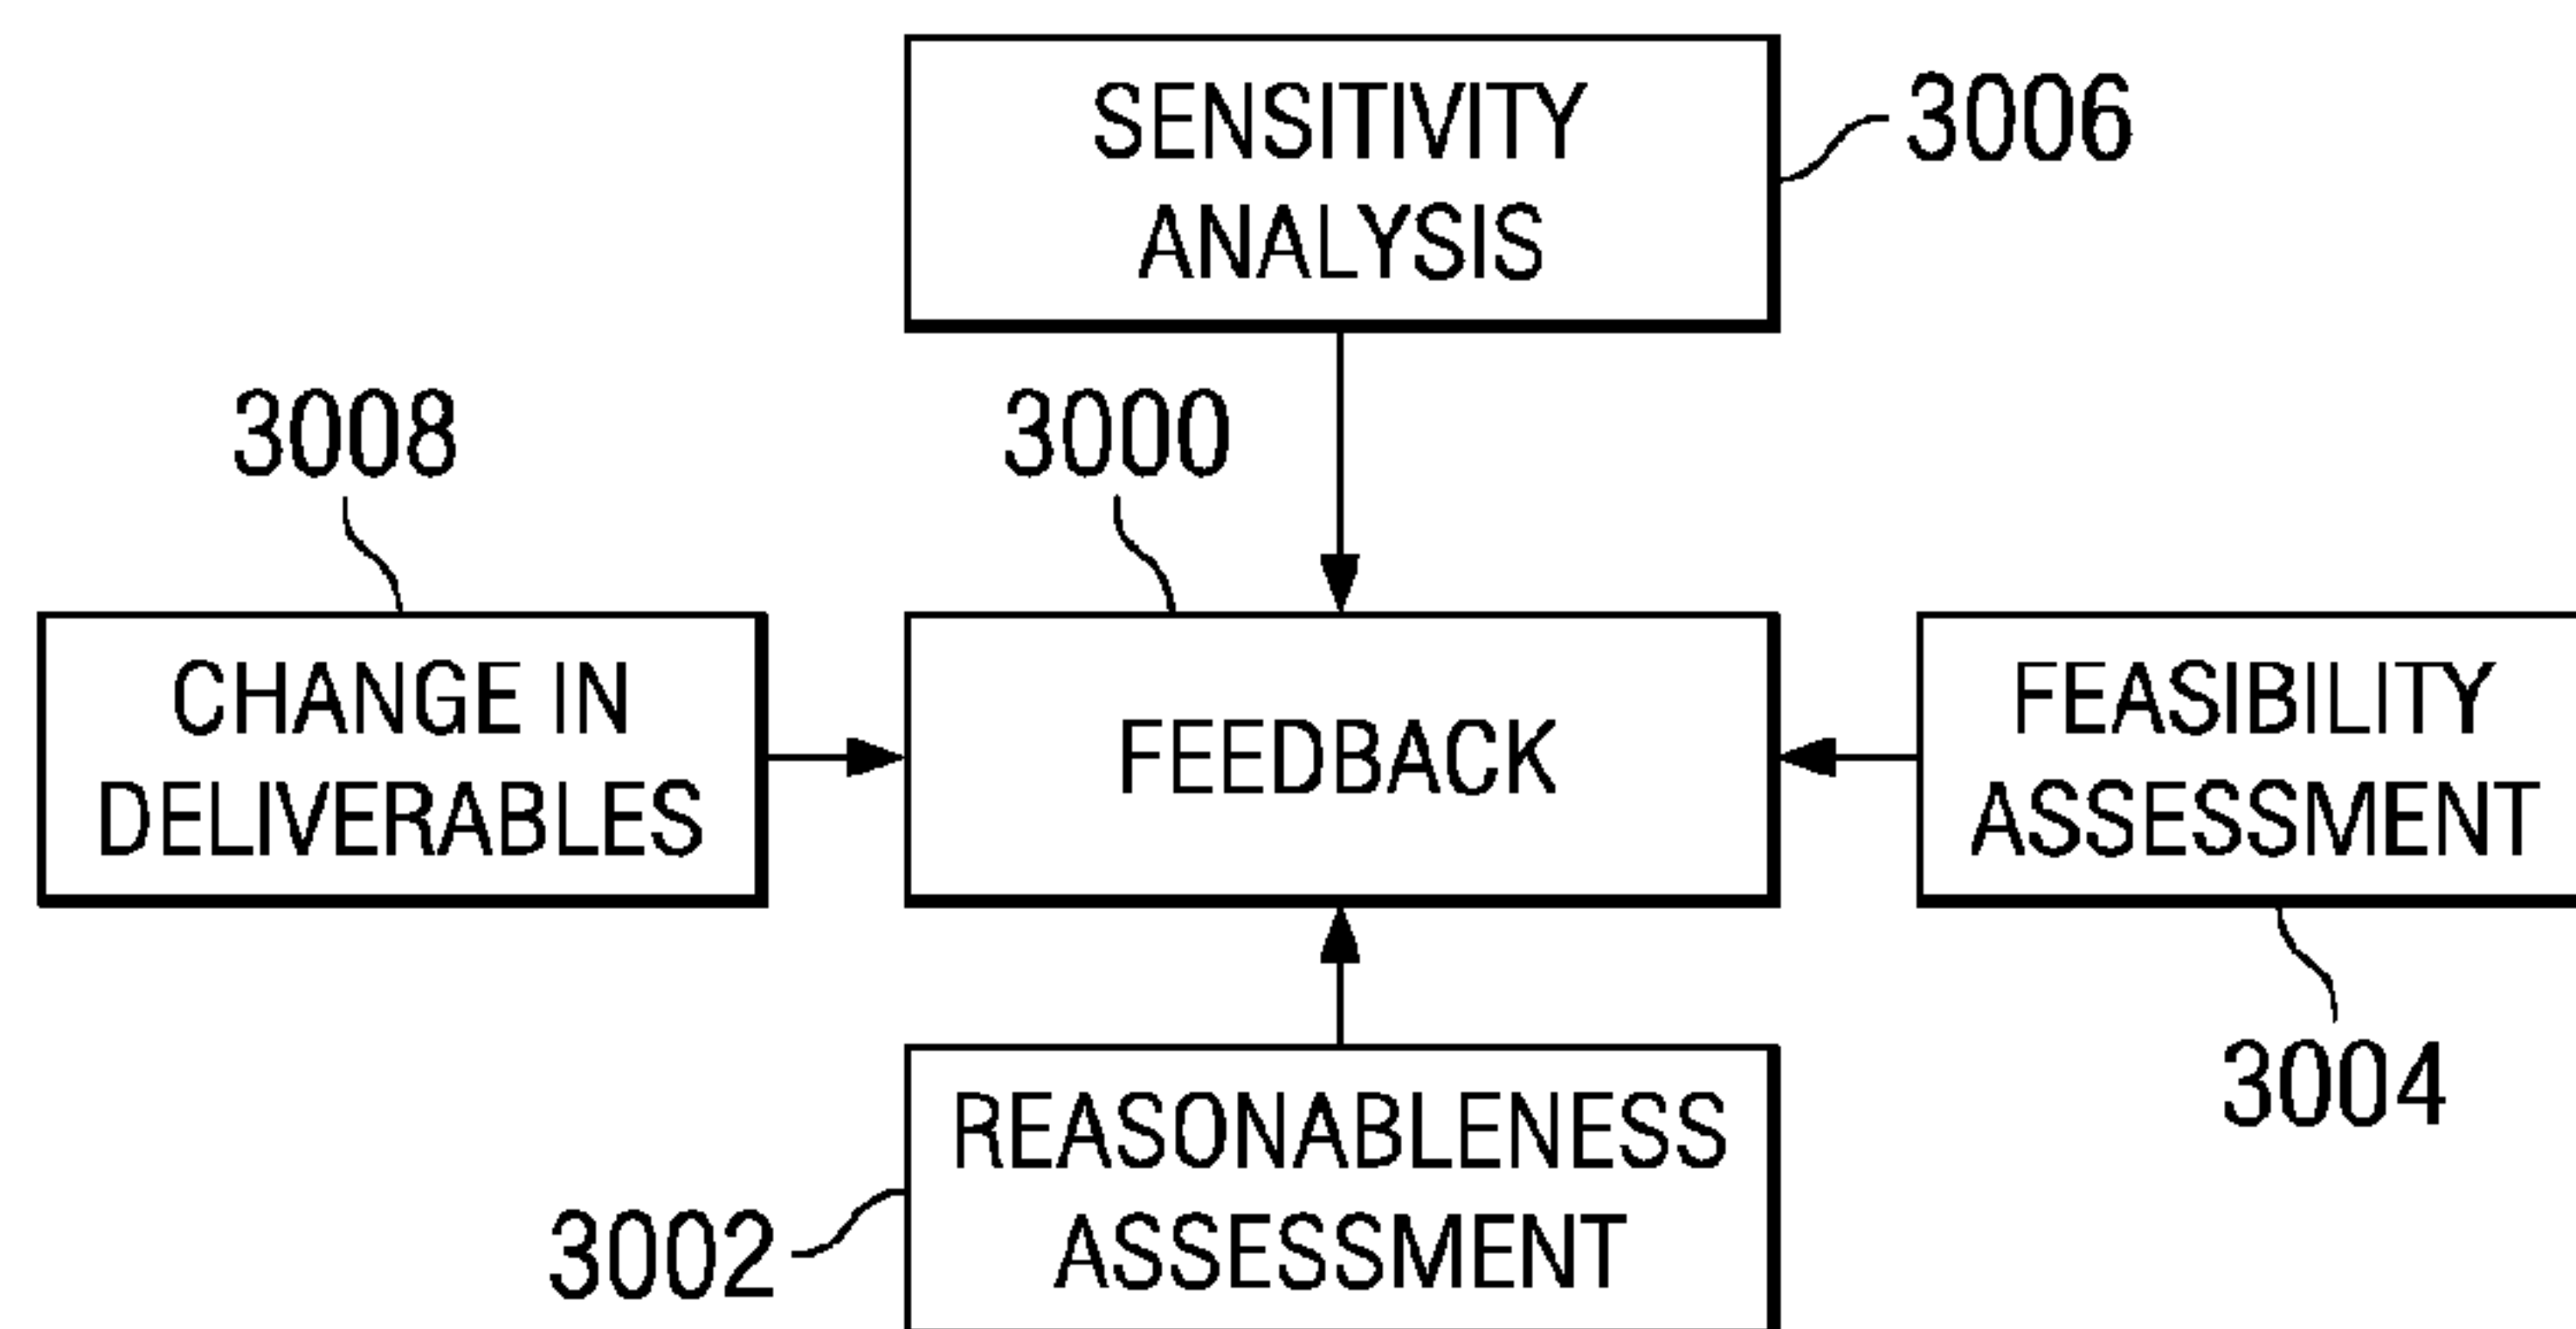 SENSITIVITY
ANALYSIS
3006
3008
3000
CHANGE IN
DELIVERABLES
FEEDBACK
FEASIBILITY
ASSESSMENT
3004
REASONABLENESS
ASSESSMENT
3002